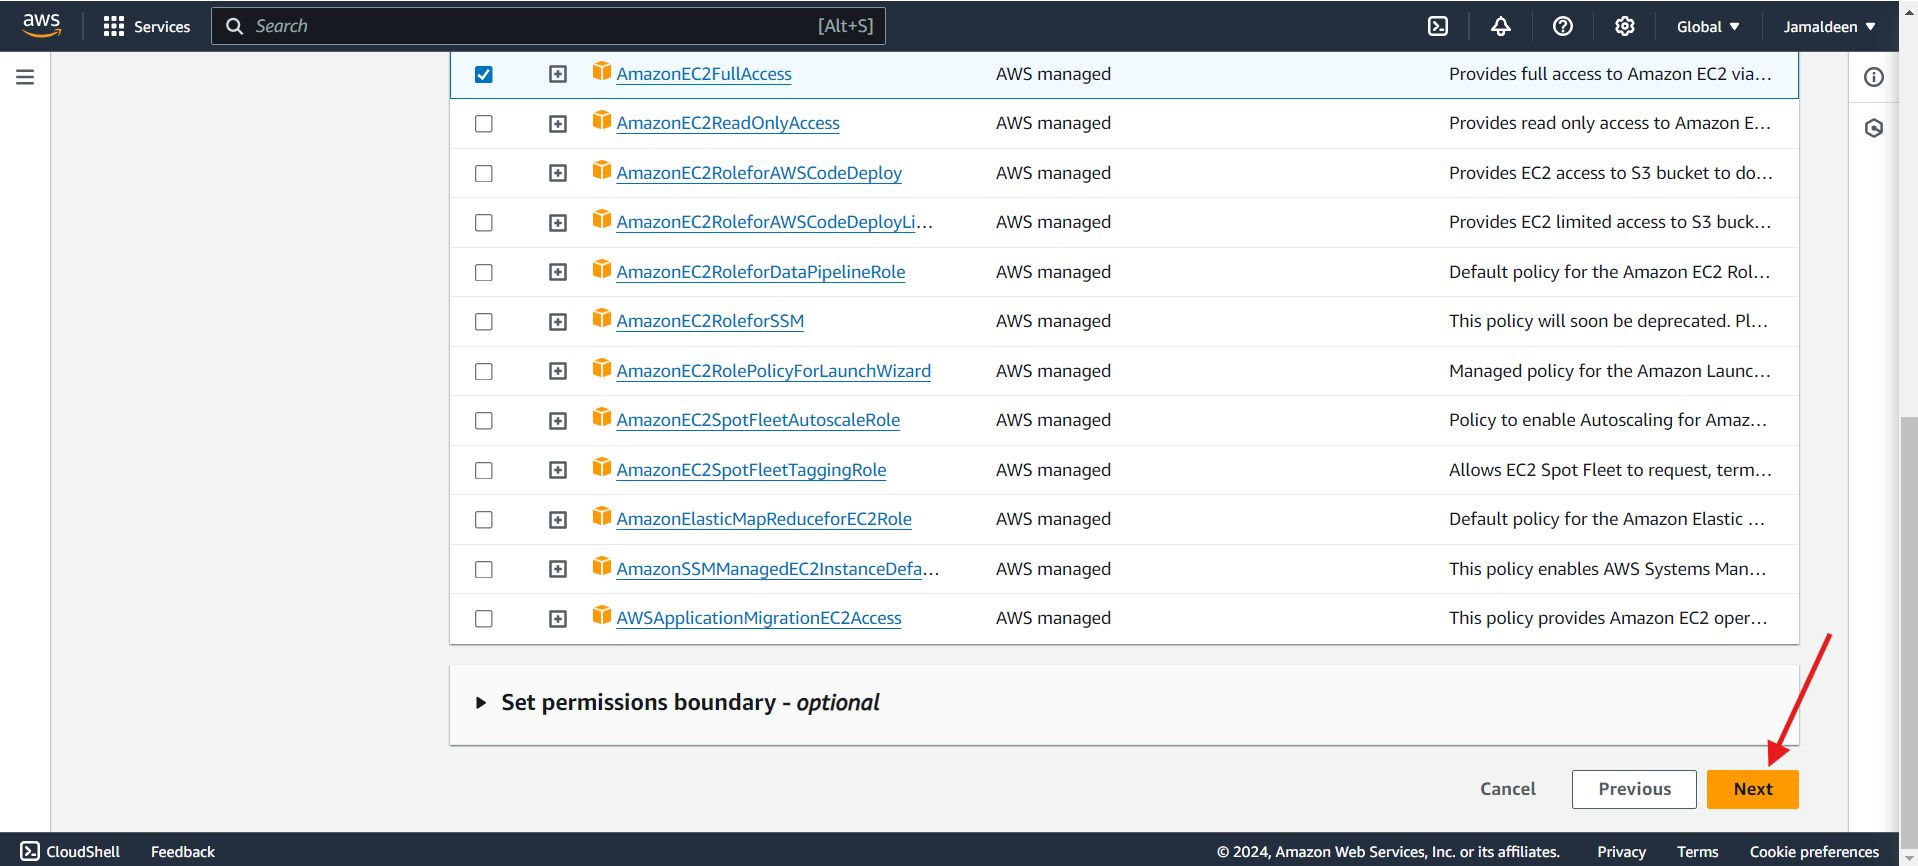 aws Services Search [Alt+S] Global Jamaldeen
AmazonEC2FullAccess AWS managed Provides full access to Amazon EC2 via...
AmazonEC2ReadOnlyAccess AWS managed Provides read only access to Amazon E...
AmazonEC2RoleforAWSCodeDeploy AWS managed Provides EC2 access to S3 bucket to do...
AmazonEC2RoleforAWSCodeDeployLi... AWS managed Provides EC2 limited access to S3 buck...
AmazonEC2RoleforDataPipelineRole AWS managed Default policy for the Amazon EC2 Rol...
AmazonEC2RoleforSSM AWS managed This policy will soon be deprecated. Pl...
AmazonEC2RolePolicyForLaunchWizard AWS managed Managed policy for the Amazon Launc...
AmazonEC2SpotFleetAutoscaleRole AWS managed Policy to enable Autoscaling for Amaz...
AmazonEC2SpotFleetTaggingRole AWS managed Allows EC2 Spot Fleet to request, term...
AmazonElasticMapReduceforEC2Role AWS managed Default policy for the Amazon Elastic ...
AmazonSSMManagedEC2InstanceDefa... AWS managed This policy enables AWS Systems Man...
AWSApplicationMigrationEC2Access AWS managed This policy provides Amazon EC2 oper...
Set permissions boundary - optional
Cancel Previous Next
CloudShell Feedback © 2024, Amazon Web Services, Inc. or its affiliates. Privacy Terms Cookie preferences